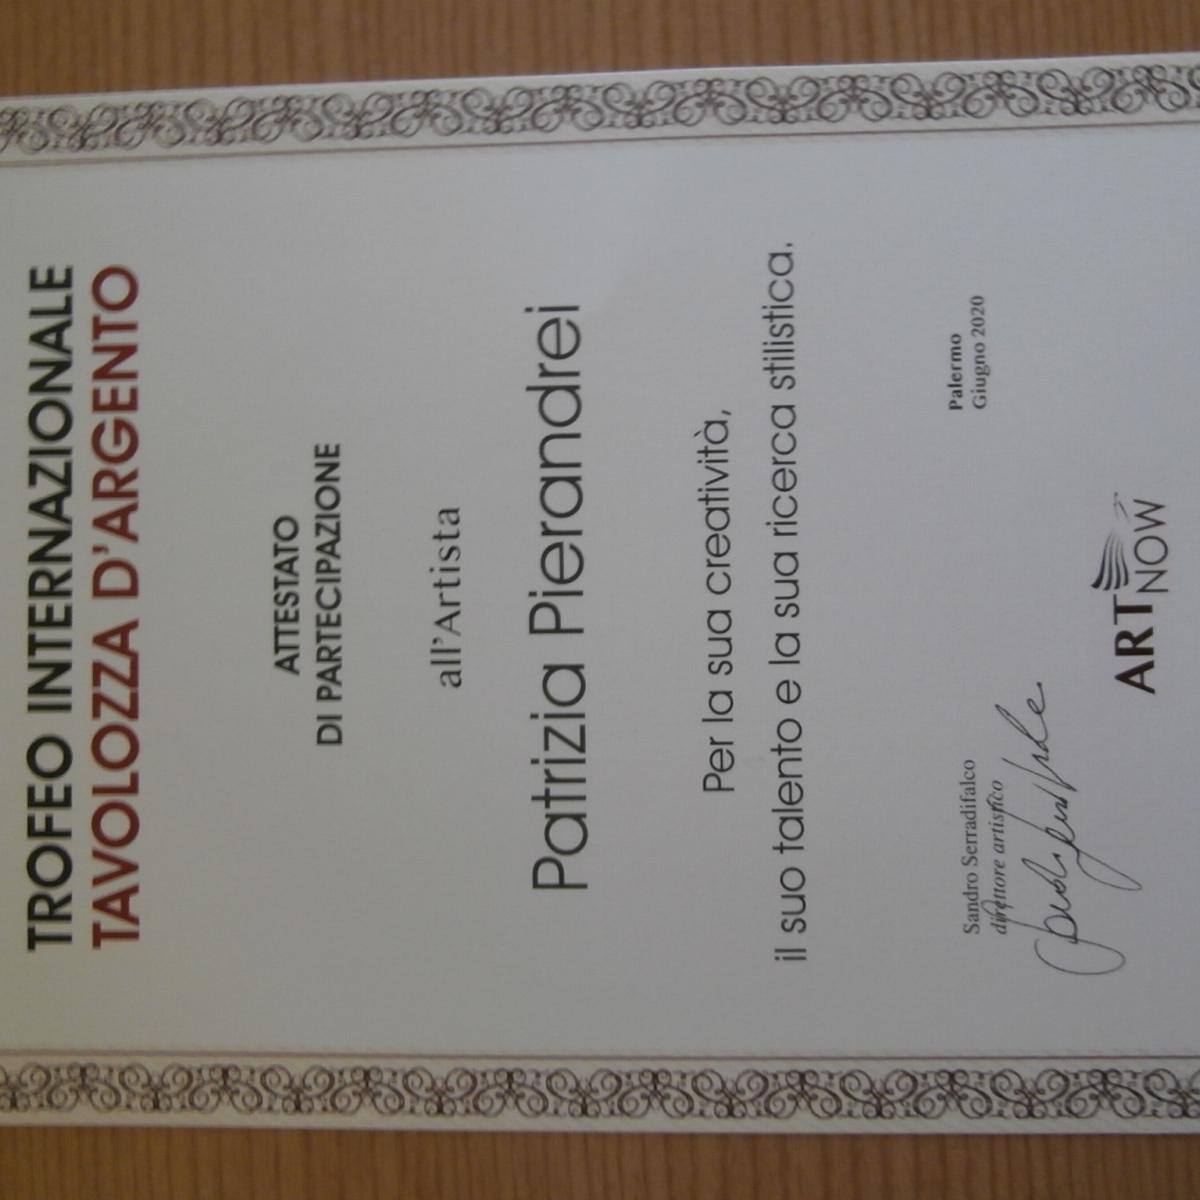 TROFEO INTERNAZIONALE
TAVOLOZZA D'ARGENTO
ATTESTATO
DI PARTECIPAZIONE
all'Artista
Patrizia Pierandrei
Per la sua creatività,
il suo talento e la sua ricerca stilistica.
Palermo
Giugno 2020
Sandro Serradifalco
direttore artistico
ART
NOW